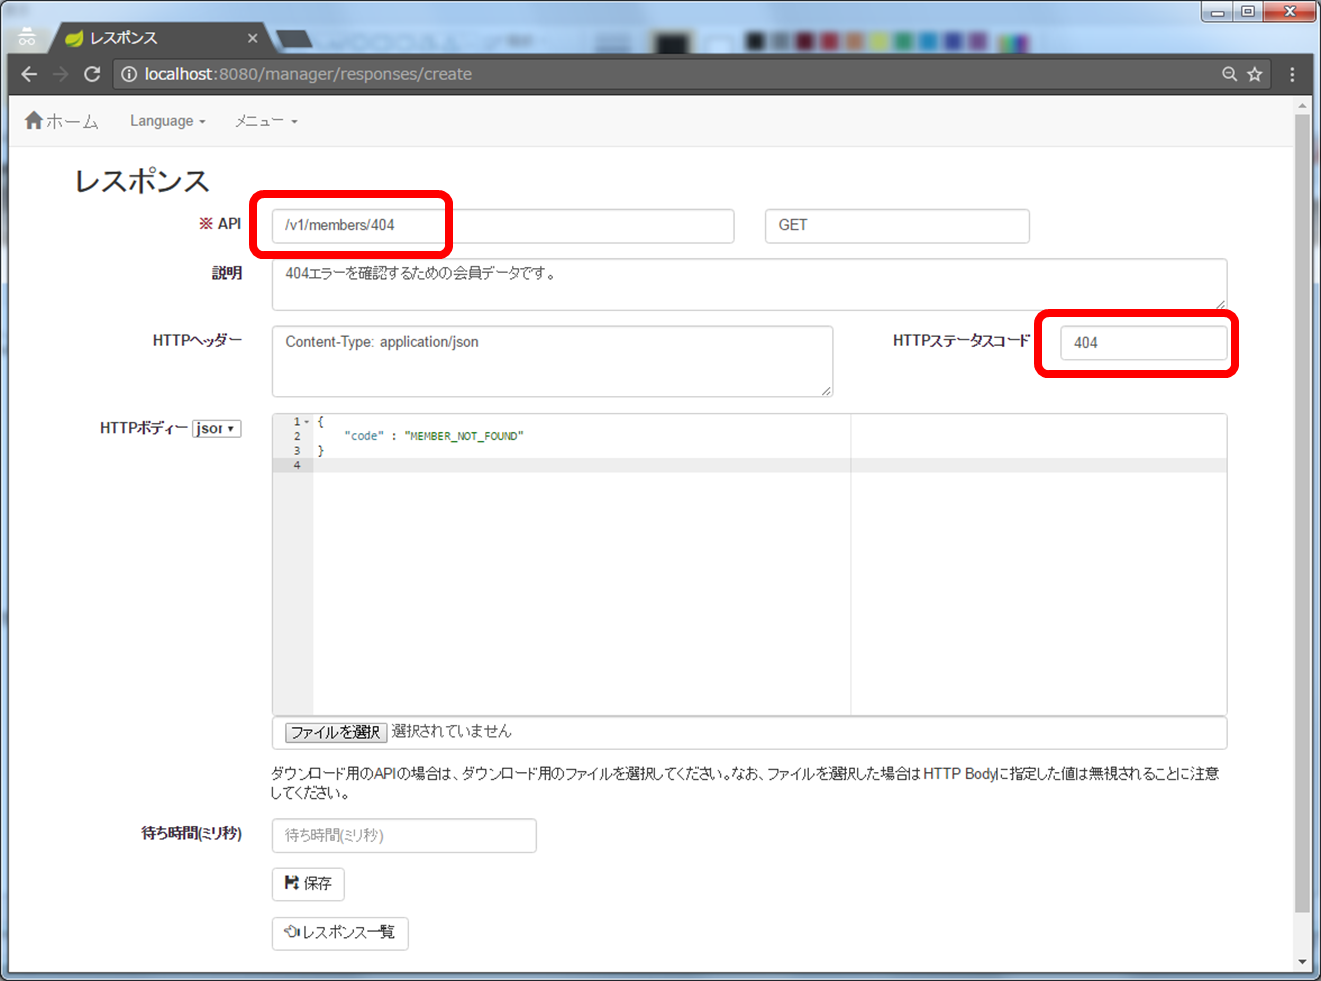 レスポンス
localhost:8080/manager/responses/create
ホーム Language メニュー
レスポンス
※ API /v1/members/404 GET
説明 404エラーを確認するための会員データです。
HTTPヘッダー Content-Type: application/json HTTPステータスコード 404
HTTPボディー jsor
1 {
2 "code" : "MEMBER_NOT_FOUND"
3 }
4
ファイルを選択 選択されていません
ダウンロード用のAPIの場合は、ダウンロード用のファイルを選択してください。なお、ファイルを選択した場合はHTTP Bodyに指定した値は無視されることに注意
してください。
待ち時間(ミリ秒) 待ち時間(ミリ秒)
保存
レスポンス一覧